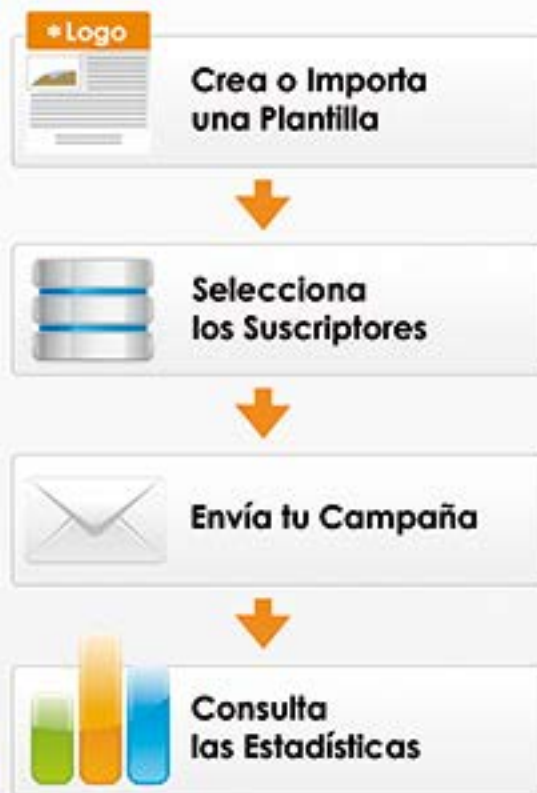 *Logo
Crea o Importa
una Plantilla
Selecciona
los Suscriptores
Envía tu Campaña
Consulta
las Estadísticas